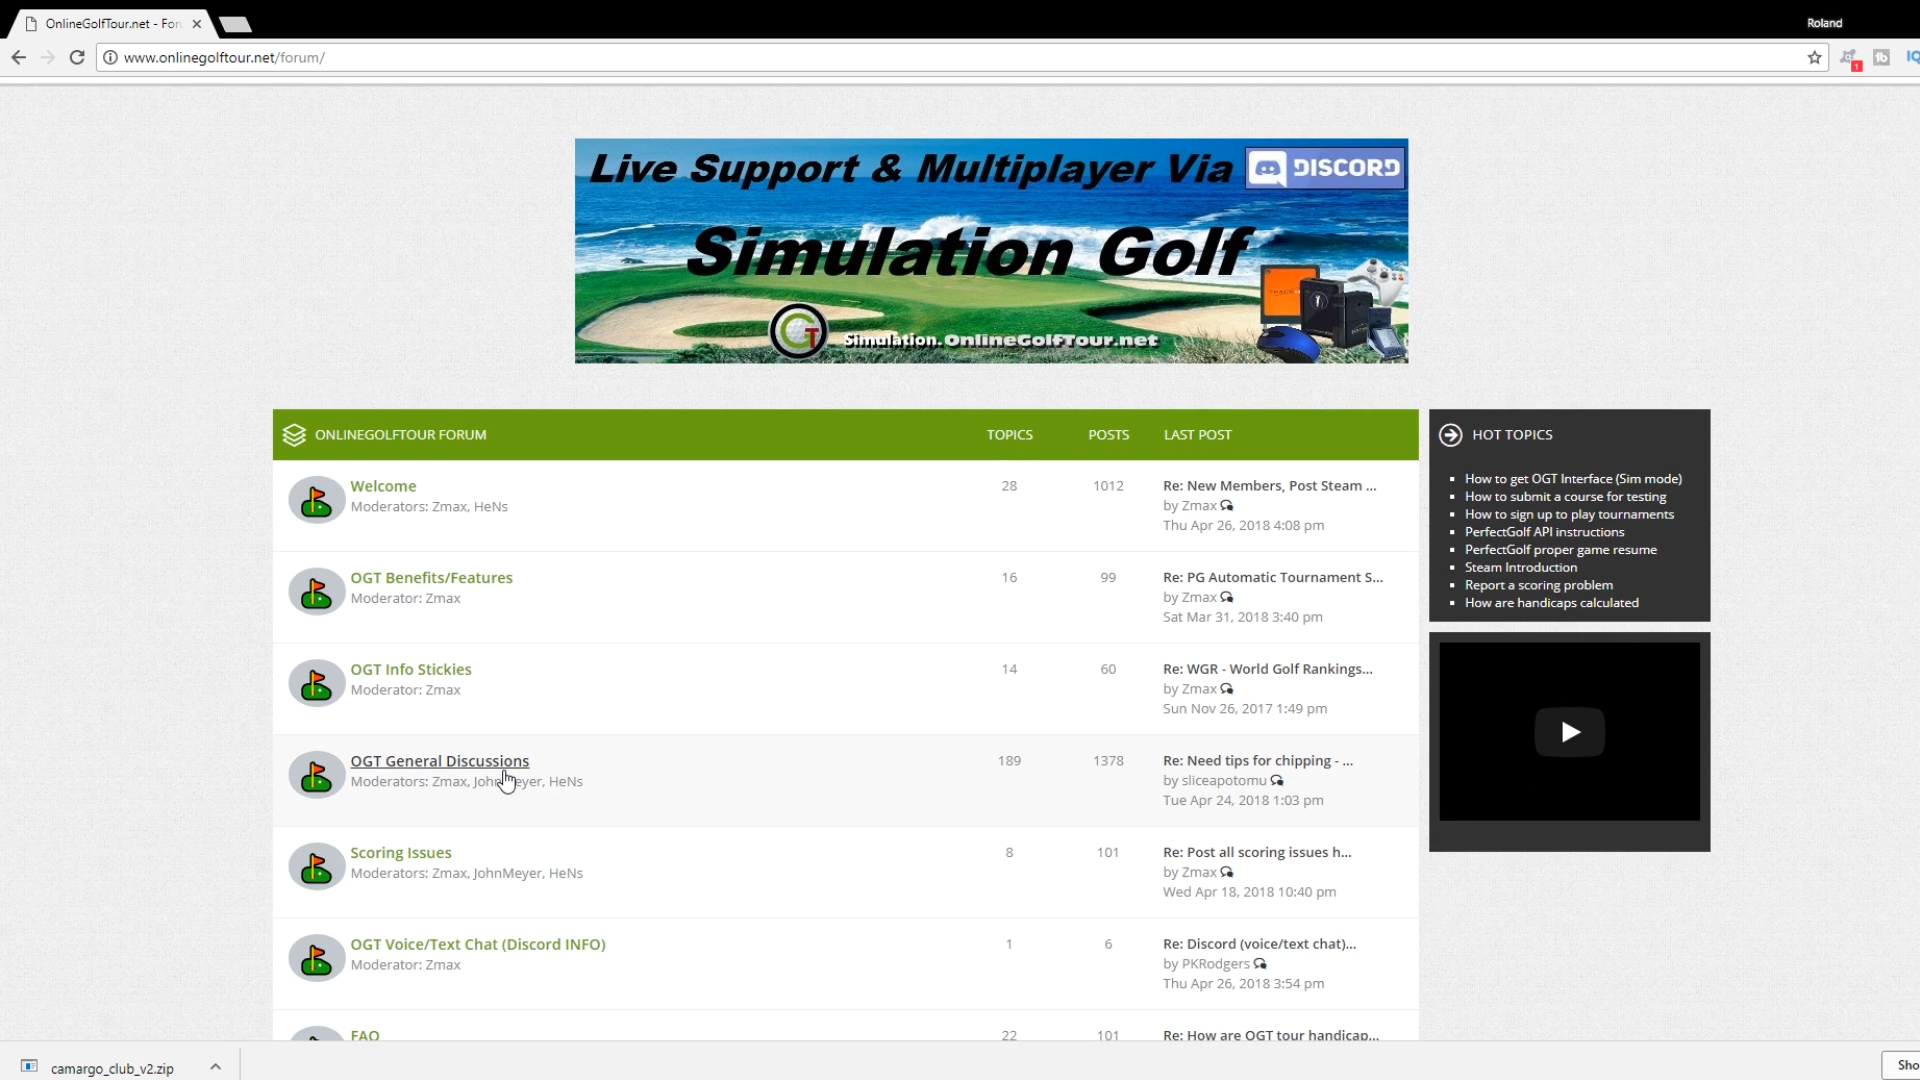 OnlineGolfTour.net - For
Roland
www.onlinegolftour.net/forum/
1
Live Support & Multiplayer Via DISCORD
Simulation Golf
Simulation.OnlineGolfTour.net
ONLINEGOLFTOUR FORUM TOPICS POSTS LAST POST
Welcome 28 1012 Re: New Members, Post Steam ...
Moderators: Zmax, HeNs by Zmax
Thu Apr 26, 2018 4:08 pm
OGT Benefits/Features 16 99 Re: PG Automatic Tournament S...
Moderator: Zmax by Zmax
Sat Mar 31, 2018 3:40 pm
OGT Info Stickies 14 60 Re: WGR - World Golf Rankings...
Moderator: Zmax by Zmax
Sun Nov 26, 2017 1:49 pm
OGT General Discussions 189 1378 Re: Need tips for chipping - ...
Moderators: Zmax, JohnMeyer, HeNs by sliceapotomu
Tue Apr 24, 2018 1:03 pm
Scoring Issues 8 101 Re: Post all scoring issues h...
Moderators: Zmax, JohnMeyer, HeNs by Zmax
Wed Apr 18, 2018 10:40 pm
OGT Voice/Text Chat (Discord INFO) 1 6 Re: Discord (voice/text chat)...
Moderator: Zmax by PKRodgers
Thu Apr 26, 2018 3:54 pm
FAQ 22 101 Re: How are OGT tour handicap...
HOT TOPICS
How to get OGT Interface (Sim mode)
How to submit a course for testing
How to sign up to play tournaments
PerfectGolf API instructions
PerfectGolf proper game resume
Steam Introduction
Report a scoring problem
How are handicaps calculated
camargo_club_v2.zip
Sho